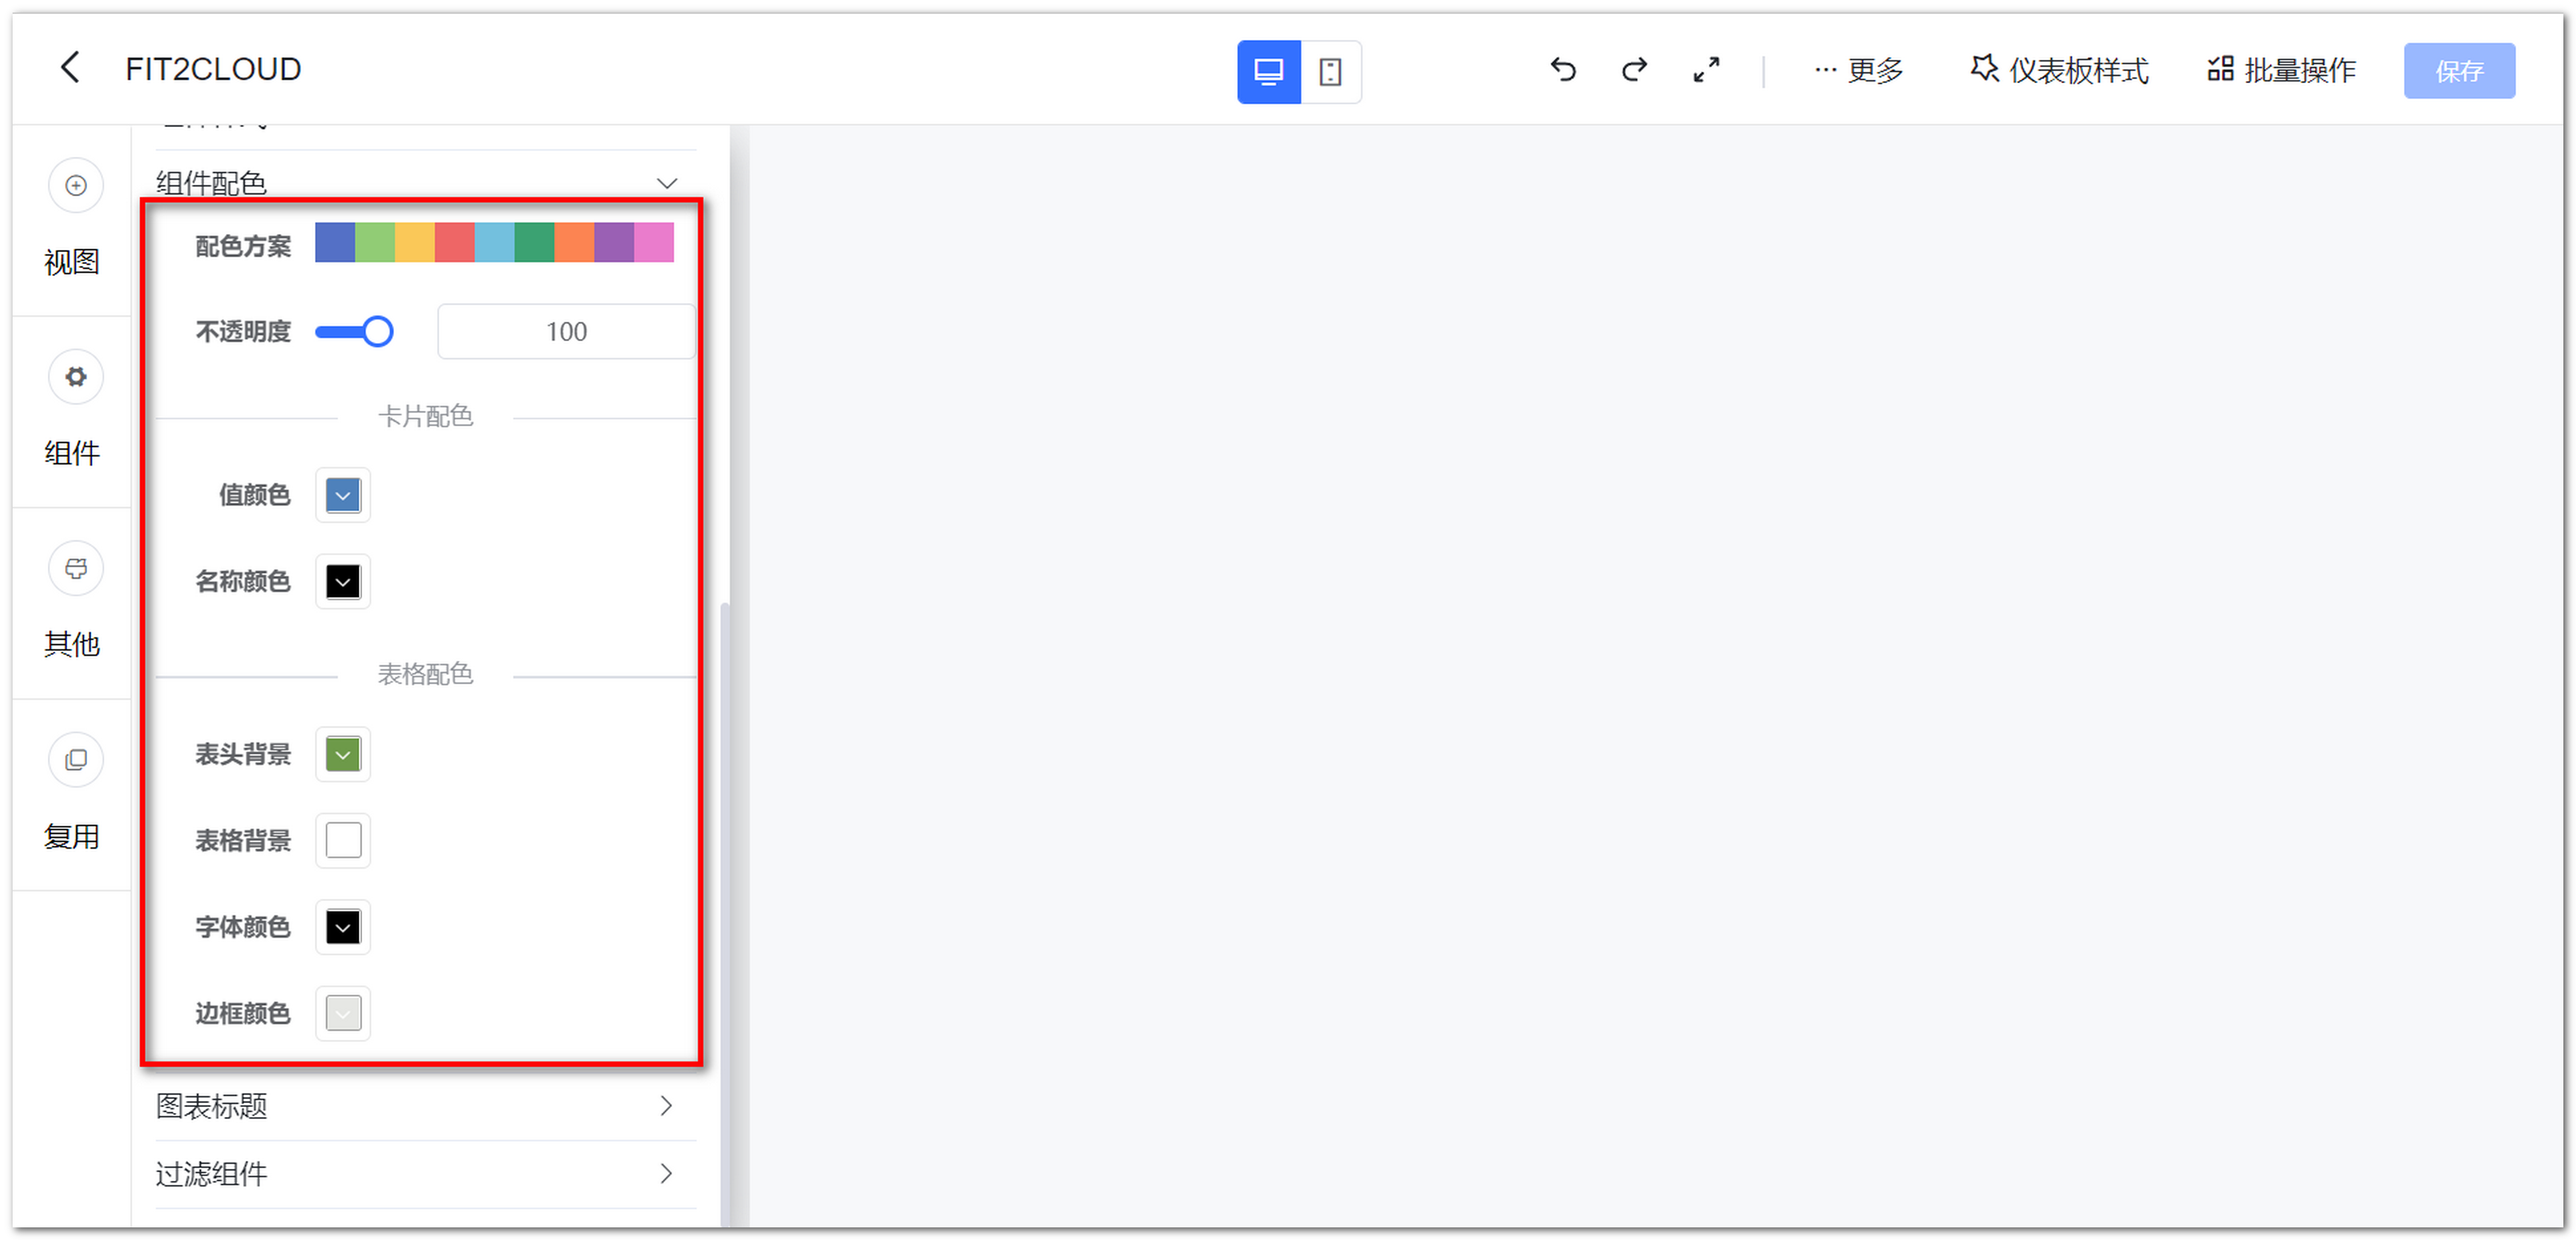 FIT2CLOUD
··· 更多 仪表板样式 批量操作 保存
视图
组件
其他
复用
组件配色
配色方案
不透明度 100
卡片配色
值颜色
名称颜色
表格配色
表头背景
表格背景
字体颜色
边框颜色
图表标题
过滤组件